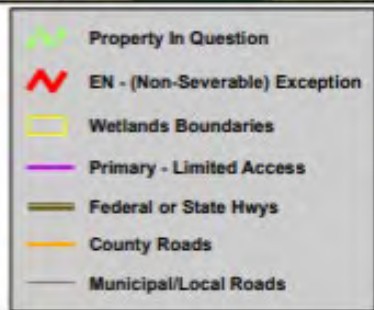 Property In Question
EN - (Non-Severable) Exception
Wetlands Boundaries
Primary - Limited Access
Federal or State Hwys
County Roads
Municipal/Local Roads